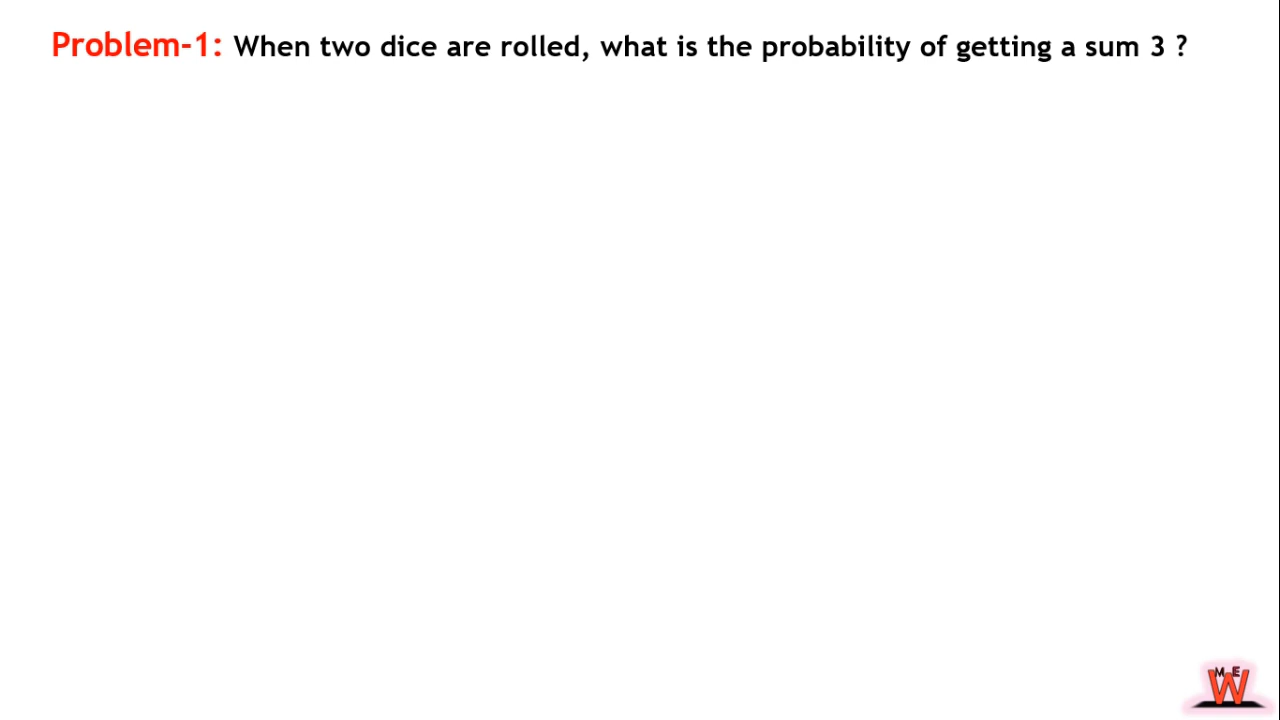 Problem-1: When two dice are rolled, what is the probability of getting a sum 3 ?
M E
W